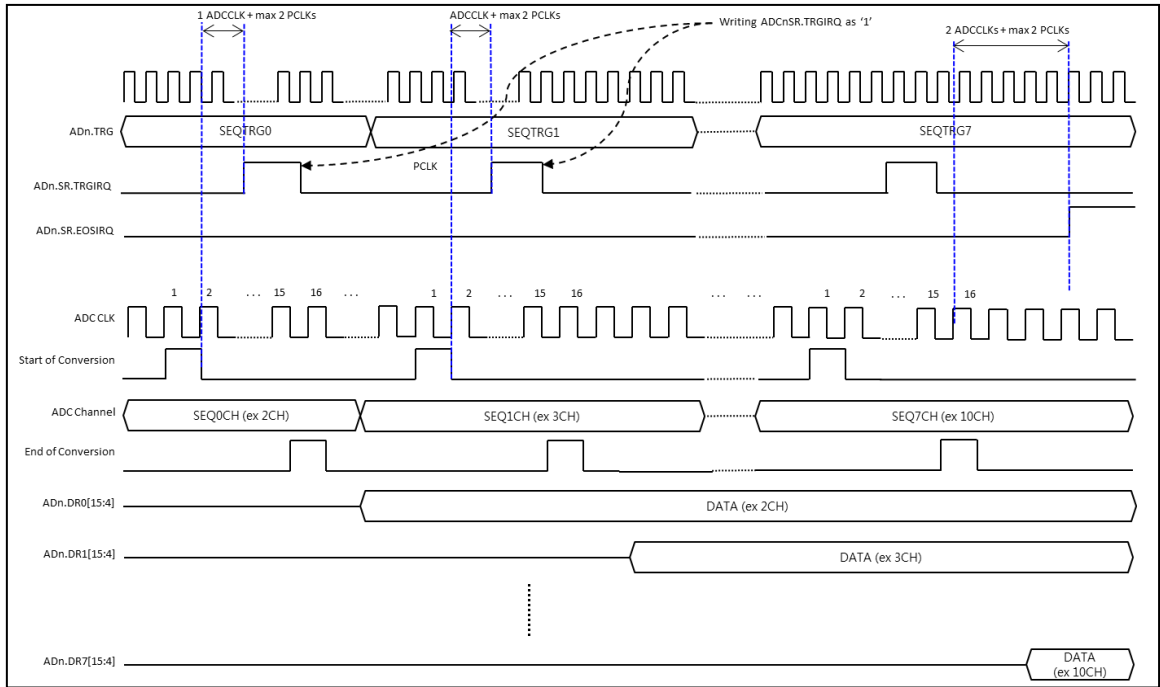 1 ADCCLK + max 2 PCLKs
ADCCLK + max 2 PCLKs
Writing ADCnSR.TRGIRQ as ‘1’
2 ADCCLKs + max 2 PCLKs
ADn.TRG
SEQTRG0
SEQTRG1
SEQTRG7
PCLK
ADn.SR.TRGIRQ
ADn.SR.EOSIRQ
1 2 ... 15 16 ... 1 2 ... 15 16 ... ... 1 2 ... 15 16
ADC CLK
Start of Conversion
ADC Channel
SEQ0CH (ex 2CH)
SEQ1CH (ex 3CH)
SEQ7CH (ex 10CH)
End of Conversion
ADn.DR0[15:4]
DATA (ex 2CH)
ADn.DR1[15:4]
DATA (ex 3CH)
ADn.DR7[15:4]
DATA
(ex 10CH)